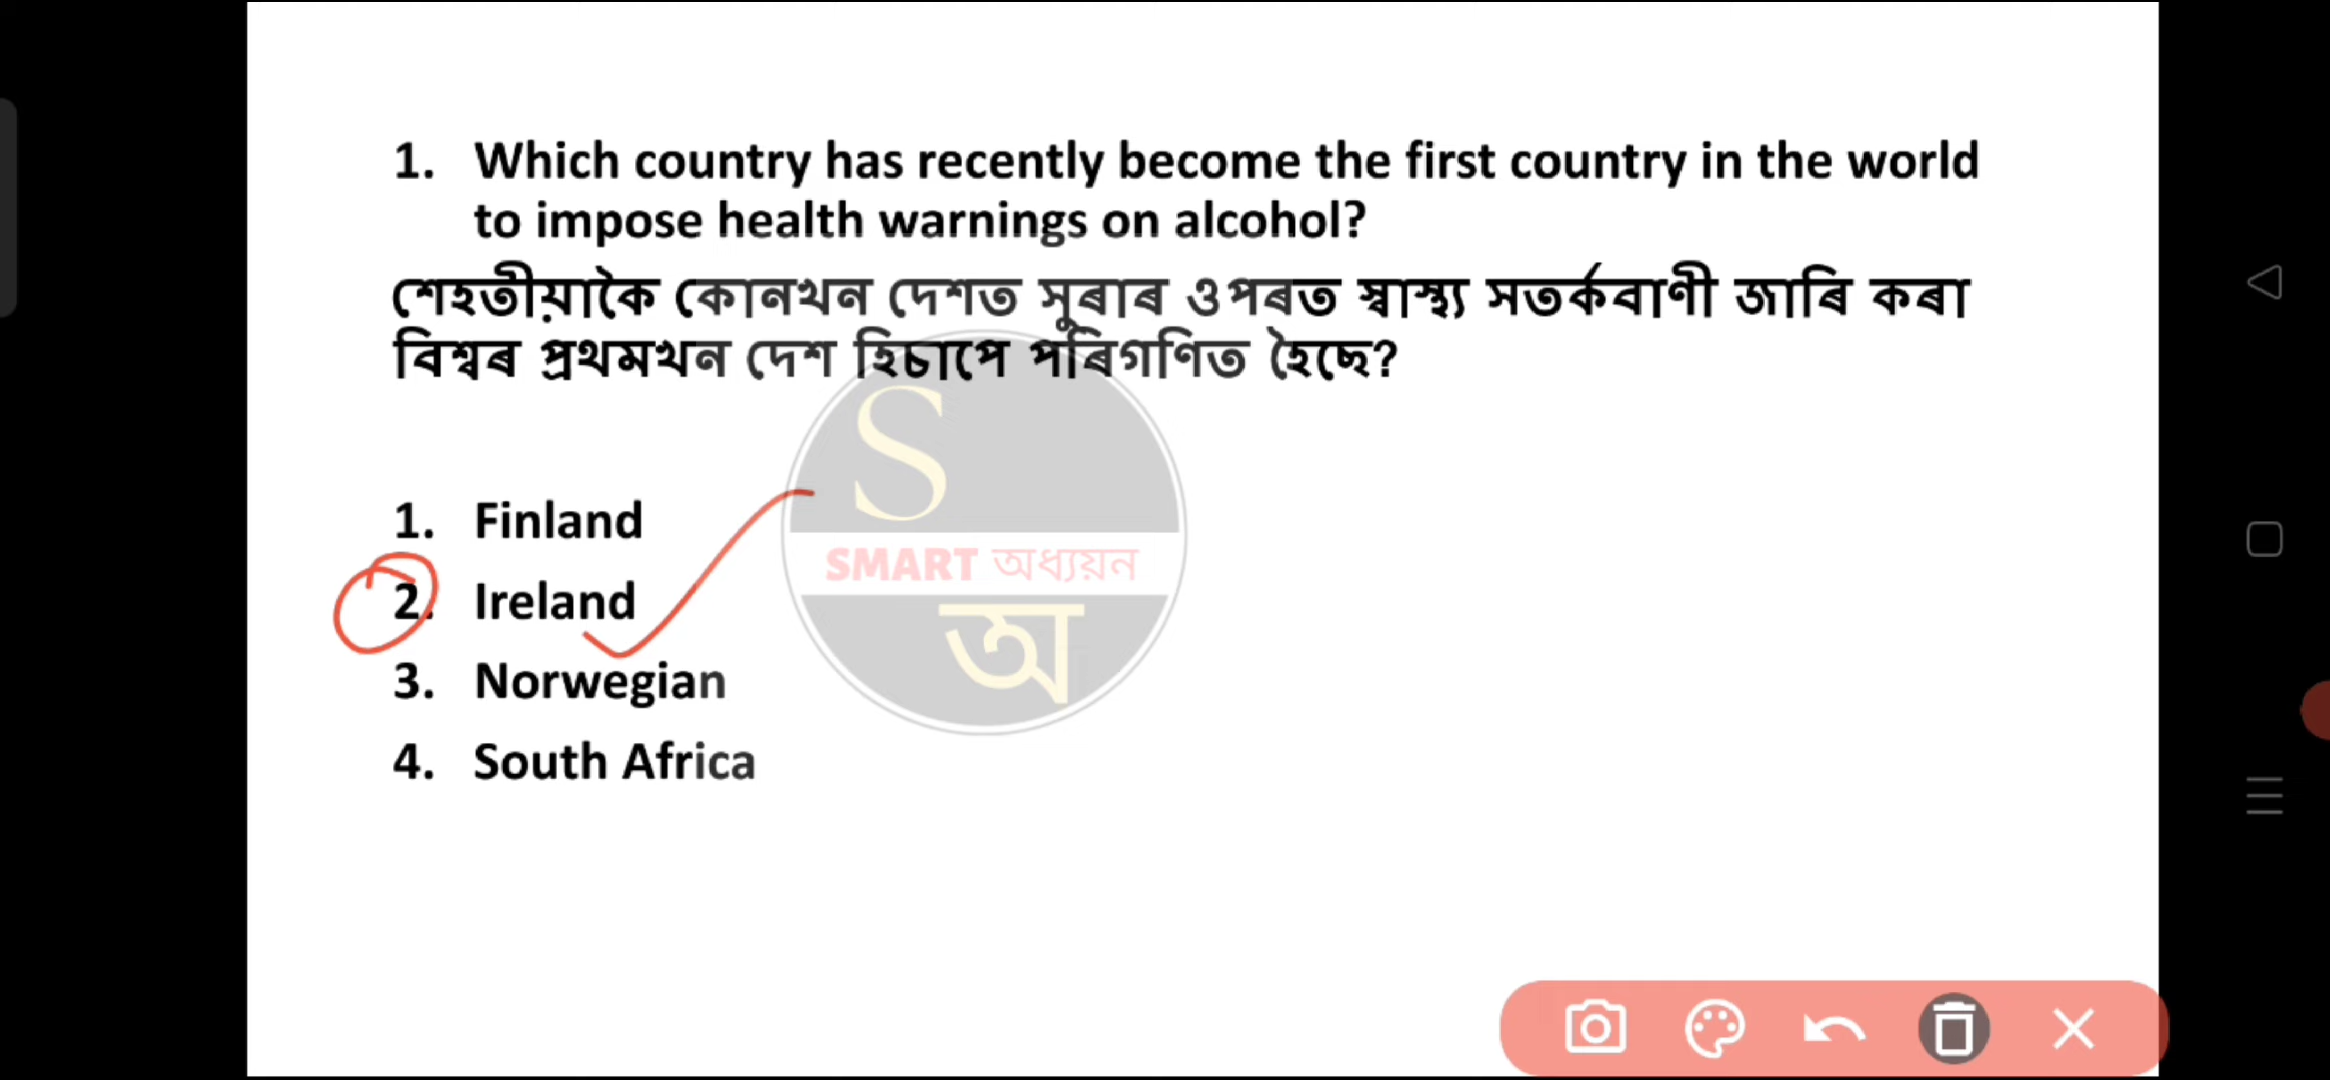 1. Which country has recently become the first country in the world
to impose health warnings on alcohol?
শেহতীয়াকৈ কোনখন দেশত সুৰাৰ ওপৰত স্বাস্থ্য সতৰ্কবাণী জাৰি কৰা
বিশ্বৰ প্ৰথমখন দেশ হিচাপে পৰিগণিত হৈছে?
S
1. Finland
SMART অধ্যয়ন
2. Ireland
অ
3. Norwegian
4. South Africa